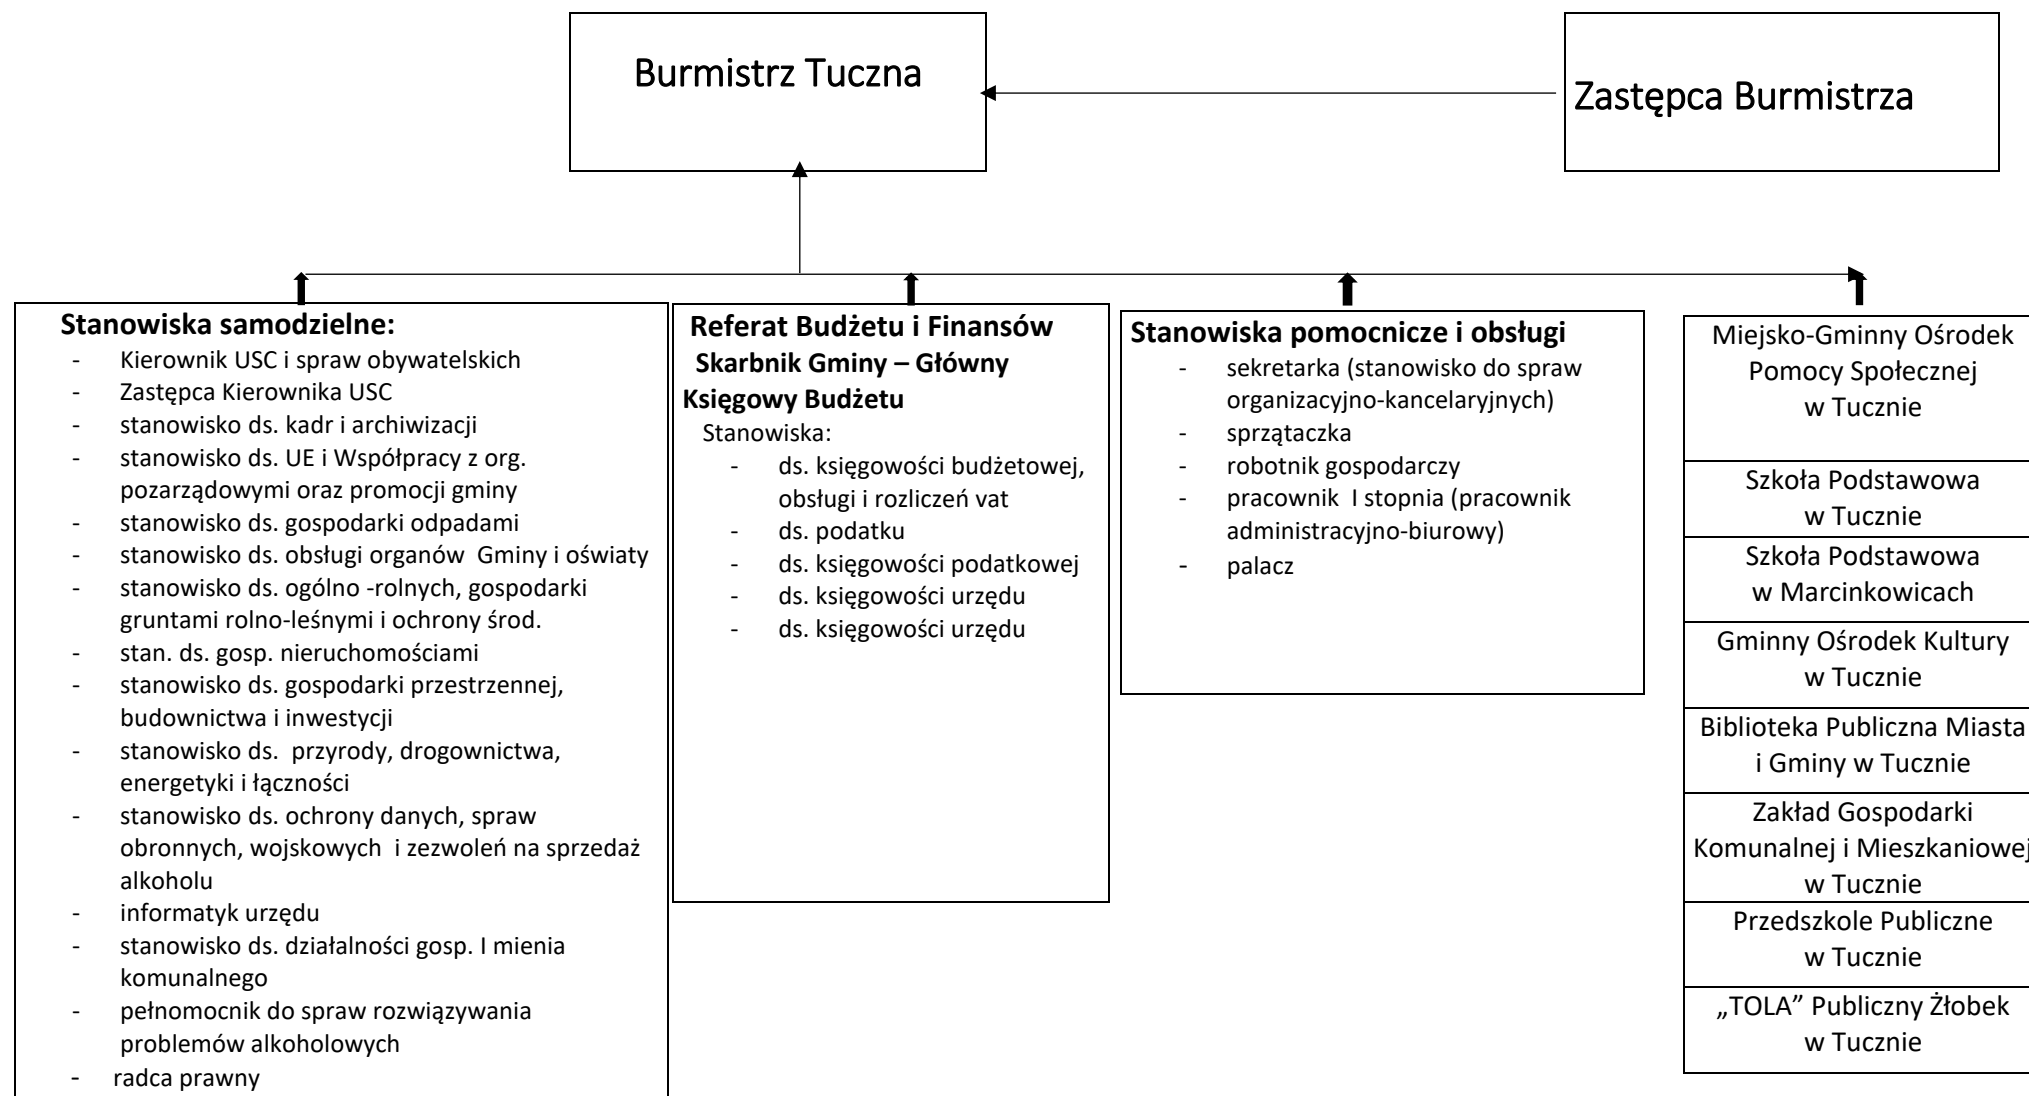 Burmistrz Tuczna
Zastępca Burmistrza
Stanowiska samodzielne:
- Kierownik USC i spraw obywatelskich
- Zastępca Kierownika USC
- stanowisko ds. kadr i archiwizacji
- stanowisko ds. UE i Współpracy z org.
pozarządowymi oraz promocji gminy
- stanowisko ds. gospodarki odpadami
- stanowisko ds. obsługi organów Gminy i oświaty
- stanowisko ds. ogólno -rolnych, gospodarki
gruntami rolno-leśnymi i ochrony środ.
- stan. ds. gosp. nieruchomościami
- stanowisko ds. gospodarki przestrzennej,
budownictwa i inwestycji
- stanowisko ds. przyrody, drogownictwa,
energetyki i łączności
- stanowisko ds. ochrony danych, spraw
obronnych, wojskowych i zezwoleń na sprzedaż
alkoholu
- informatyk urzędu
- stanowisko ds. działalności gosp. I mienia
komunalnego
- pełnomocnik do spraw rozwiązywania
problemów alkoholowych
- radca prawny
Referat Budżetu i Finansów
Skarbnik Gminy – Główny
Księgowy Budżetu
Stanowiska:
- ds. księgowości budżetowej,
obsługi i rozliczeń vat
- ds. podatku
- ds. księgowości podatkowej
- ds. księgowości urzędu
- ds. księgowości urzędu
Stanowiska pomocnicze i obsługi
- sekretarka (stanowisko do spraw
organizacyjno-kancelaryjnych)
- sprzątaczka
- robotnik gospodarczy
- pracownik I stopnia (pracownik
administracyjno-biurowy)
- palacz
Miejsko-Gminny Ośrodek
Pomocy Społecznej
w Tucznie
Szkoła Podstawowa
w Tucznie
Szkoła Podstawowa
w Marcinkowicach
Gminny Ośrodek Kultury
w Tucznie
Biblioteka Publiczna Miasta
i Gminy w Tucznie
Zakład Gospodarki
Komunalnej i Mieszkaniowej
w Tucznie
Przedszkole Publiczne
w Tucznie
„TOLA” Publiczny Żłobek
w Tucznie